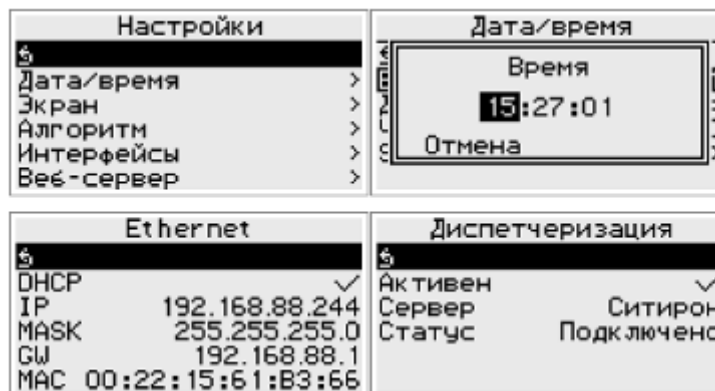 Настройки
Дата/время >
Экран >
Алгоритм >
Интерфейсы >
Веб-сервер >
Дата/время
Время
15:27:01
Отмена
Ethernet
DHCP ✓
IP 192.168.88.244
MASK 255.255.255.0
GW 192.168.88.1
MAC 00:22:15:61:B3:66
Диспетчеризация
Активен ✓
Сервер Ситирон
Статус Подключено